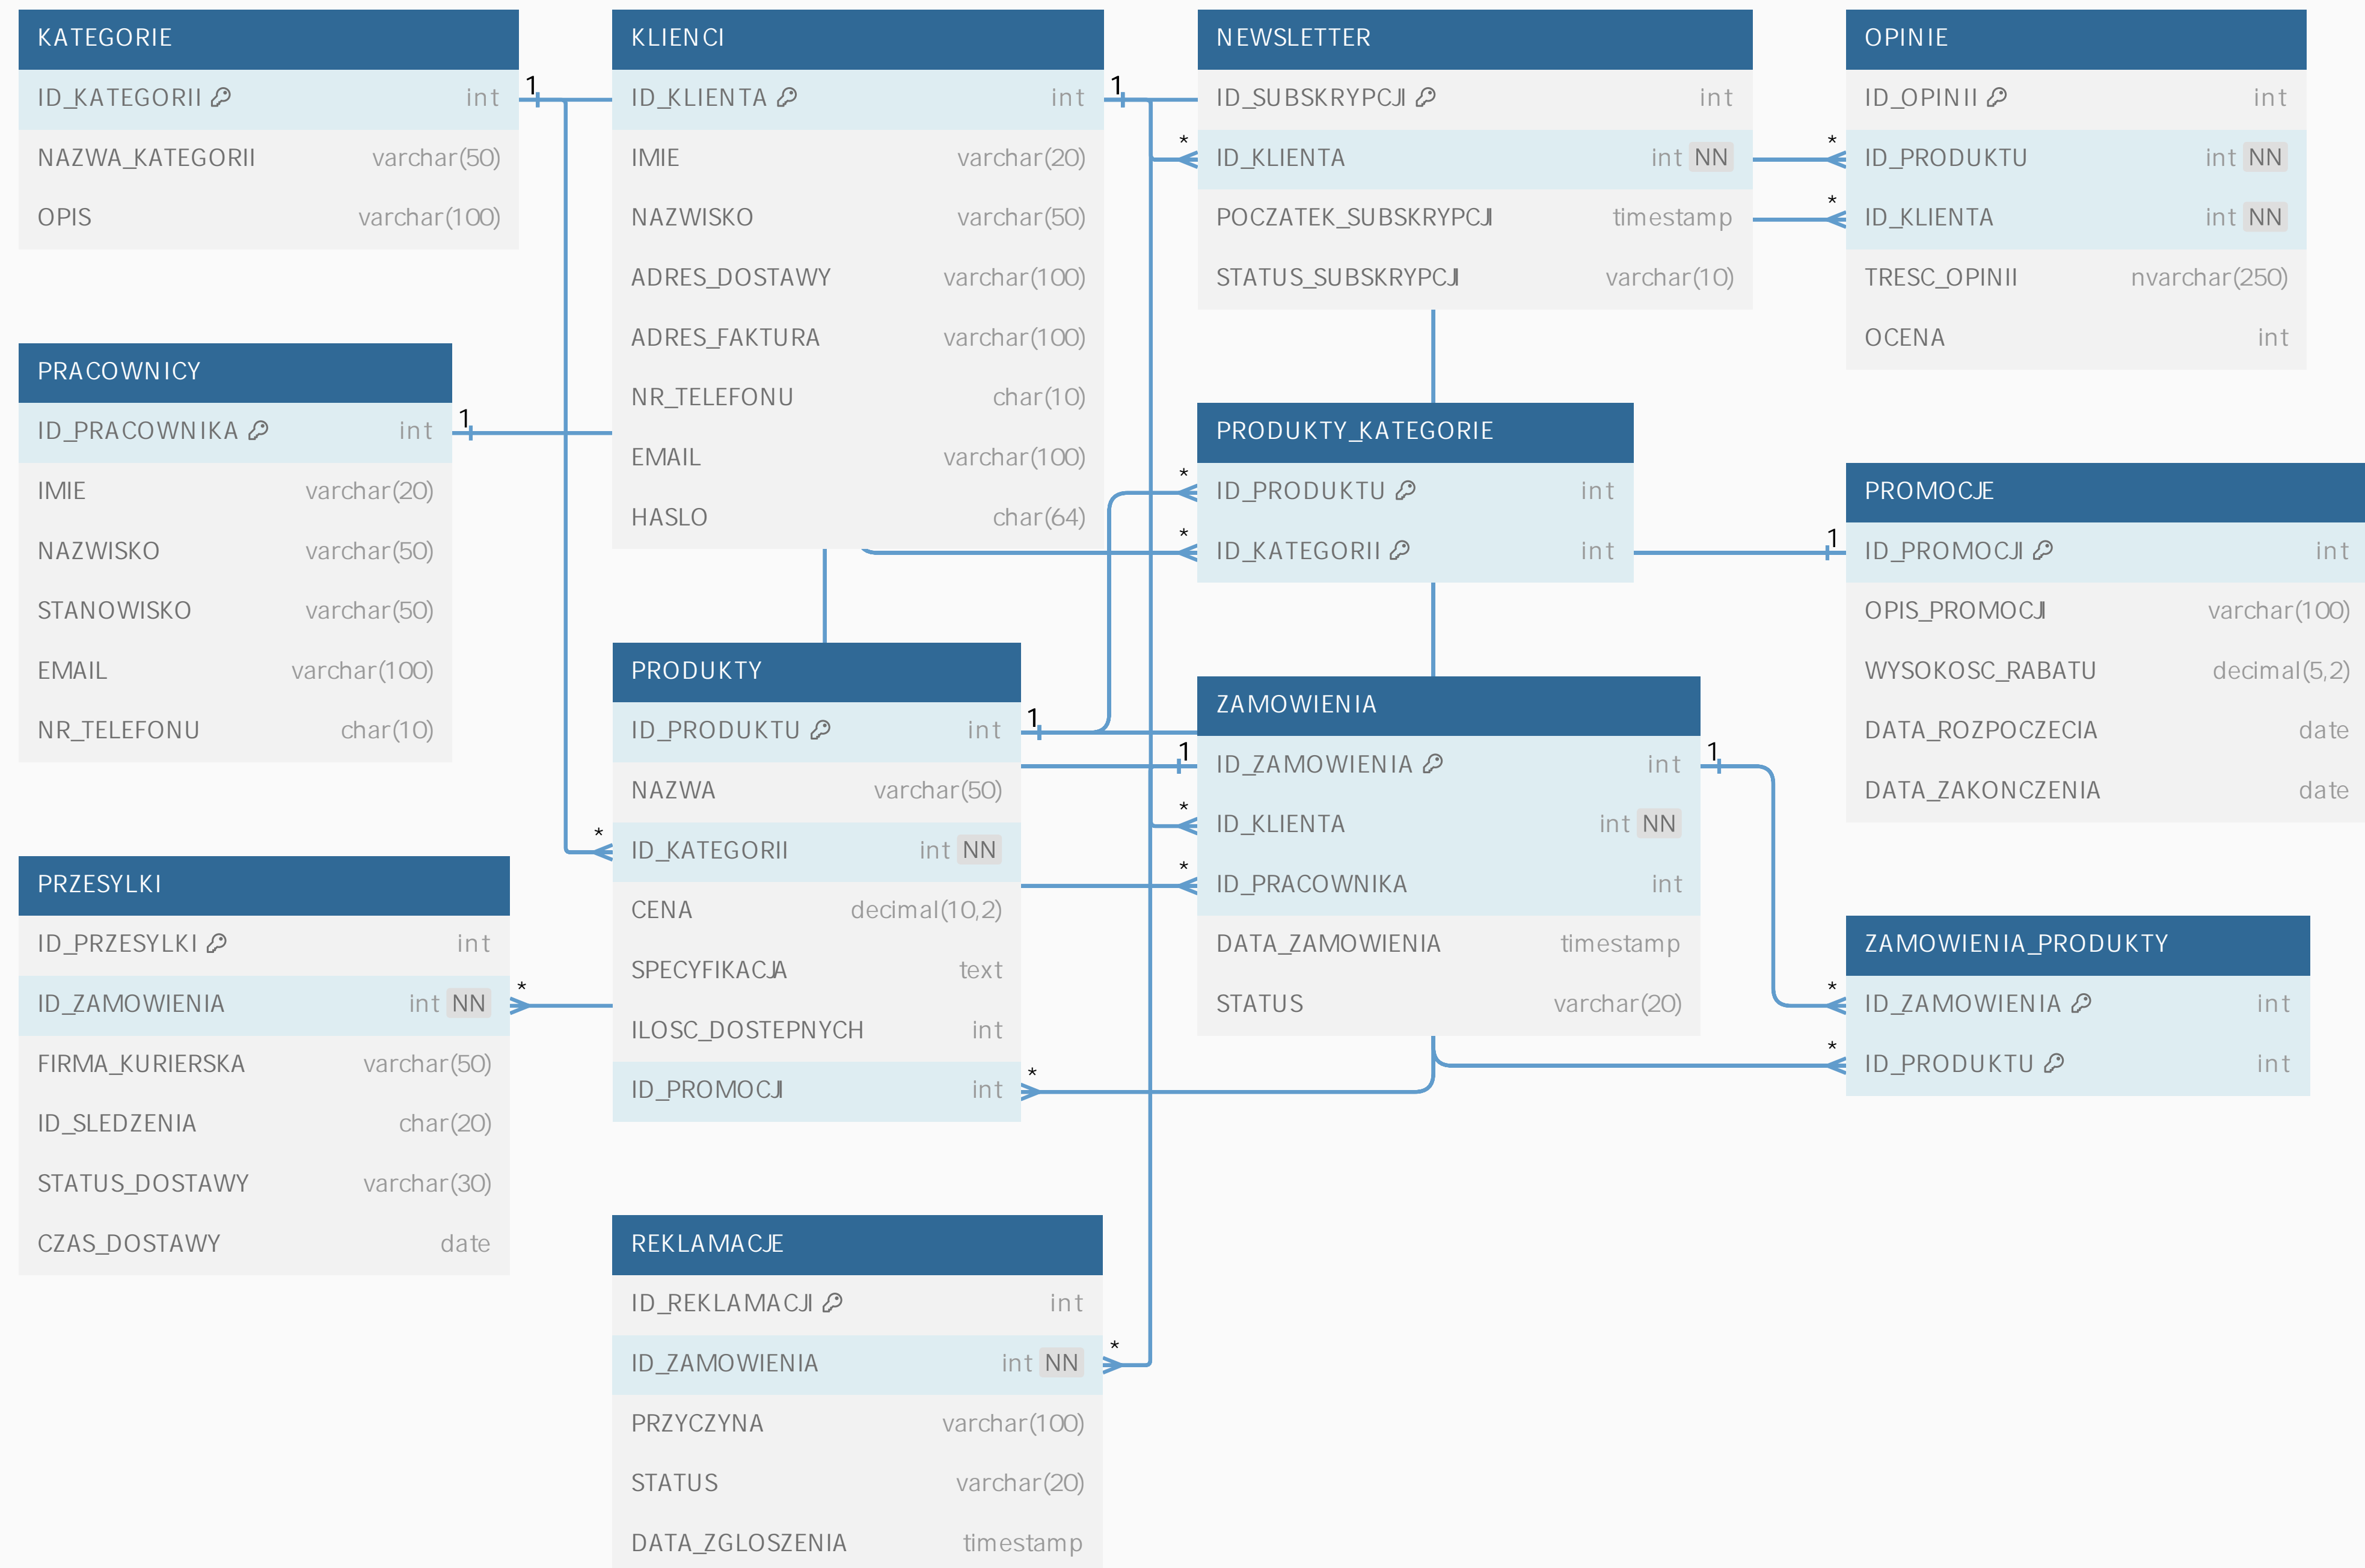 KATEGORIE
ID_KATEGORII int
NAZWA_KATEGORII varchar(50)
OPIS varchar(100)
PRACOWNICY
ID_PRACOWNIKA int
IMIE varchar(20)
NAZWISKO varchar(50)
STANOWISKO varchar(50)
EMAIL varchar(100)
NR_TELEFONU char(10)
PRZESYLKI
ID_PRZESYLKI int
ID_ZAMOWIENIA int NN
FIRMA_KURIERSKA varchar(50)
ID_SLEDZENIA char(20)
STATUS_DOSTAWY varchar(30)
CZAS_DOSTAWY date
1
1
*
*
KLIENCI
ID_KLIENTA int
IMIE varchar(20)
NAZWISKO varchar(50)
ADRES_DOSTAWY varchar(100)
ADRES_FAKTURA varchar(100)
NR_TELEFONU char(10)
EMAIL varchar(100)
HASLO char(64)
PRODUKTY
ID_PRODUKTU int
NAZWA varchar(50)
ID_KATEGORII int NN
CENA decimal(10,2)
SPECYFIKACJA text
ILOSC_DOSTEPNYCH int
ID_PROMOCJI int
REKLAMACJE
ID_REKLAMACJI int
ID_ZAMOWIENIA int NN
PRZYCZYNA varchar(100)
STATUS varchar(20)
DATA_ZGLOSZENIA timestamp
1
*
*
*
1
1
*
*
*
*
NEWSLETTER
ID_SUBSKRYPCJI int
ID_KLIENTA int NN
POCZATEK_SUBSKRYPCJI timestamp
STATUS_SUBSKRYPCJI varchar(10)
PRODUKTY_KATEGORIE
ID_PRODUKTU int
ID_KATEGORII int
ZAMOWIENIA
ID_ZAMOWIENIA int
ID_KLIENTA int NN
ID_PRACOWNIKA int
DATA_ZAMOWIENIA timestamp
STATUS varchar(20)
*
*
1
1
*
*
OPINIE
ID_OPINII int
ID_PRODUKTU int NN
ID_KLIENTA int NN
TRESC_OPINII nvarchar(250)
OCENA int
PROMOCJE
ID_PROMOCJI int
OPIS_PROMOCJI varchar(100)
WYSOKOSC_RABATU decimal(5,2)
DATA_ROZPOCZECIA date
DATA_ZAKONCZENIA date
ZAMOWIENIA_PRODUKTY
ID_ZAMOWIENIA int
ID_PRODUKTU int